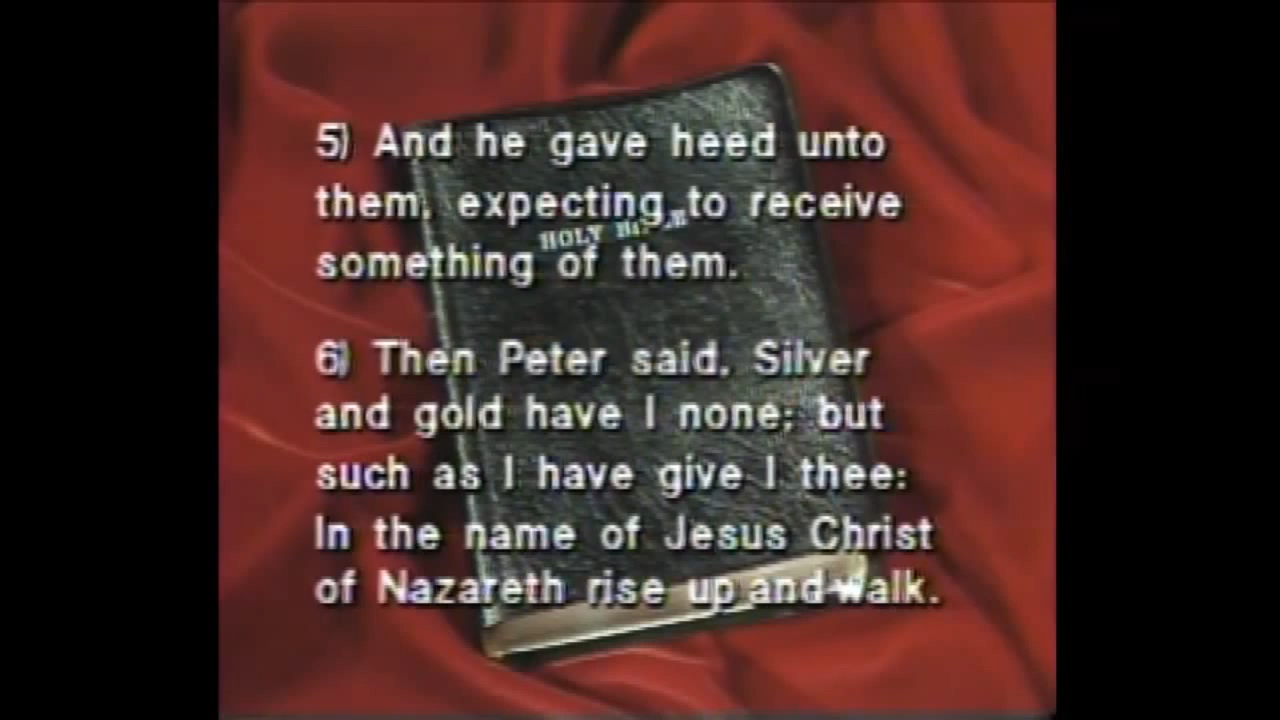 5) And he gave heed unto
them, expecting to receive
something of them.
HOLY BIBLE
6) Then Peter said, Silver
and gold have I none; but
such as I have give I thee:
In the name of Jesus Christ
of Nazareth rise up and walk.